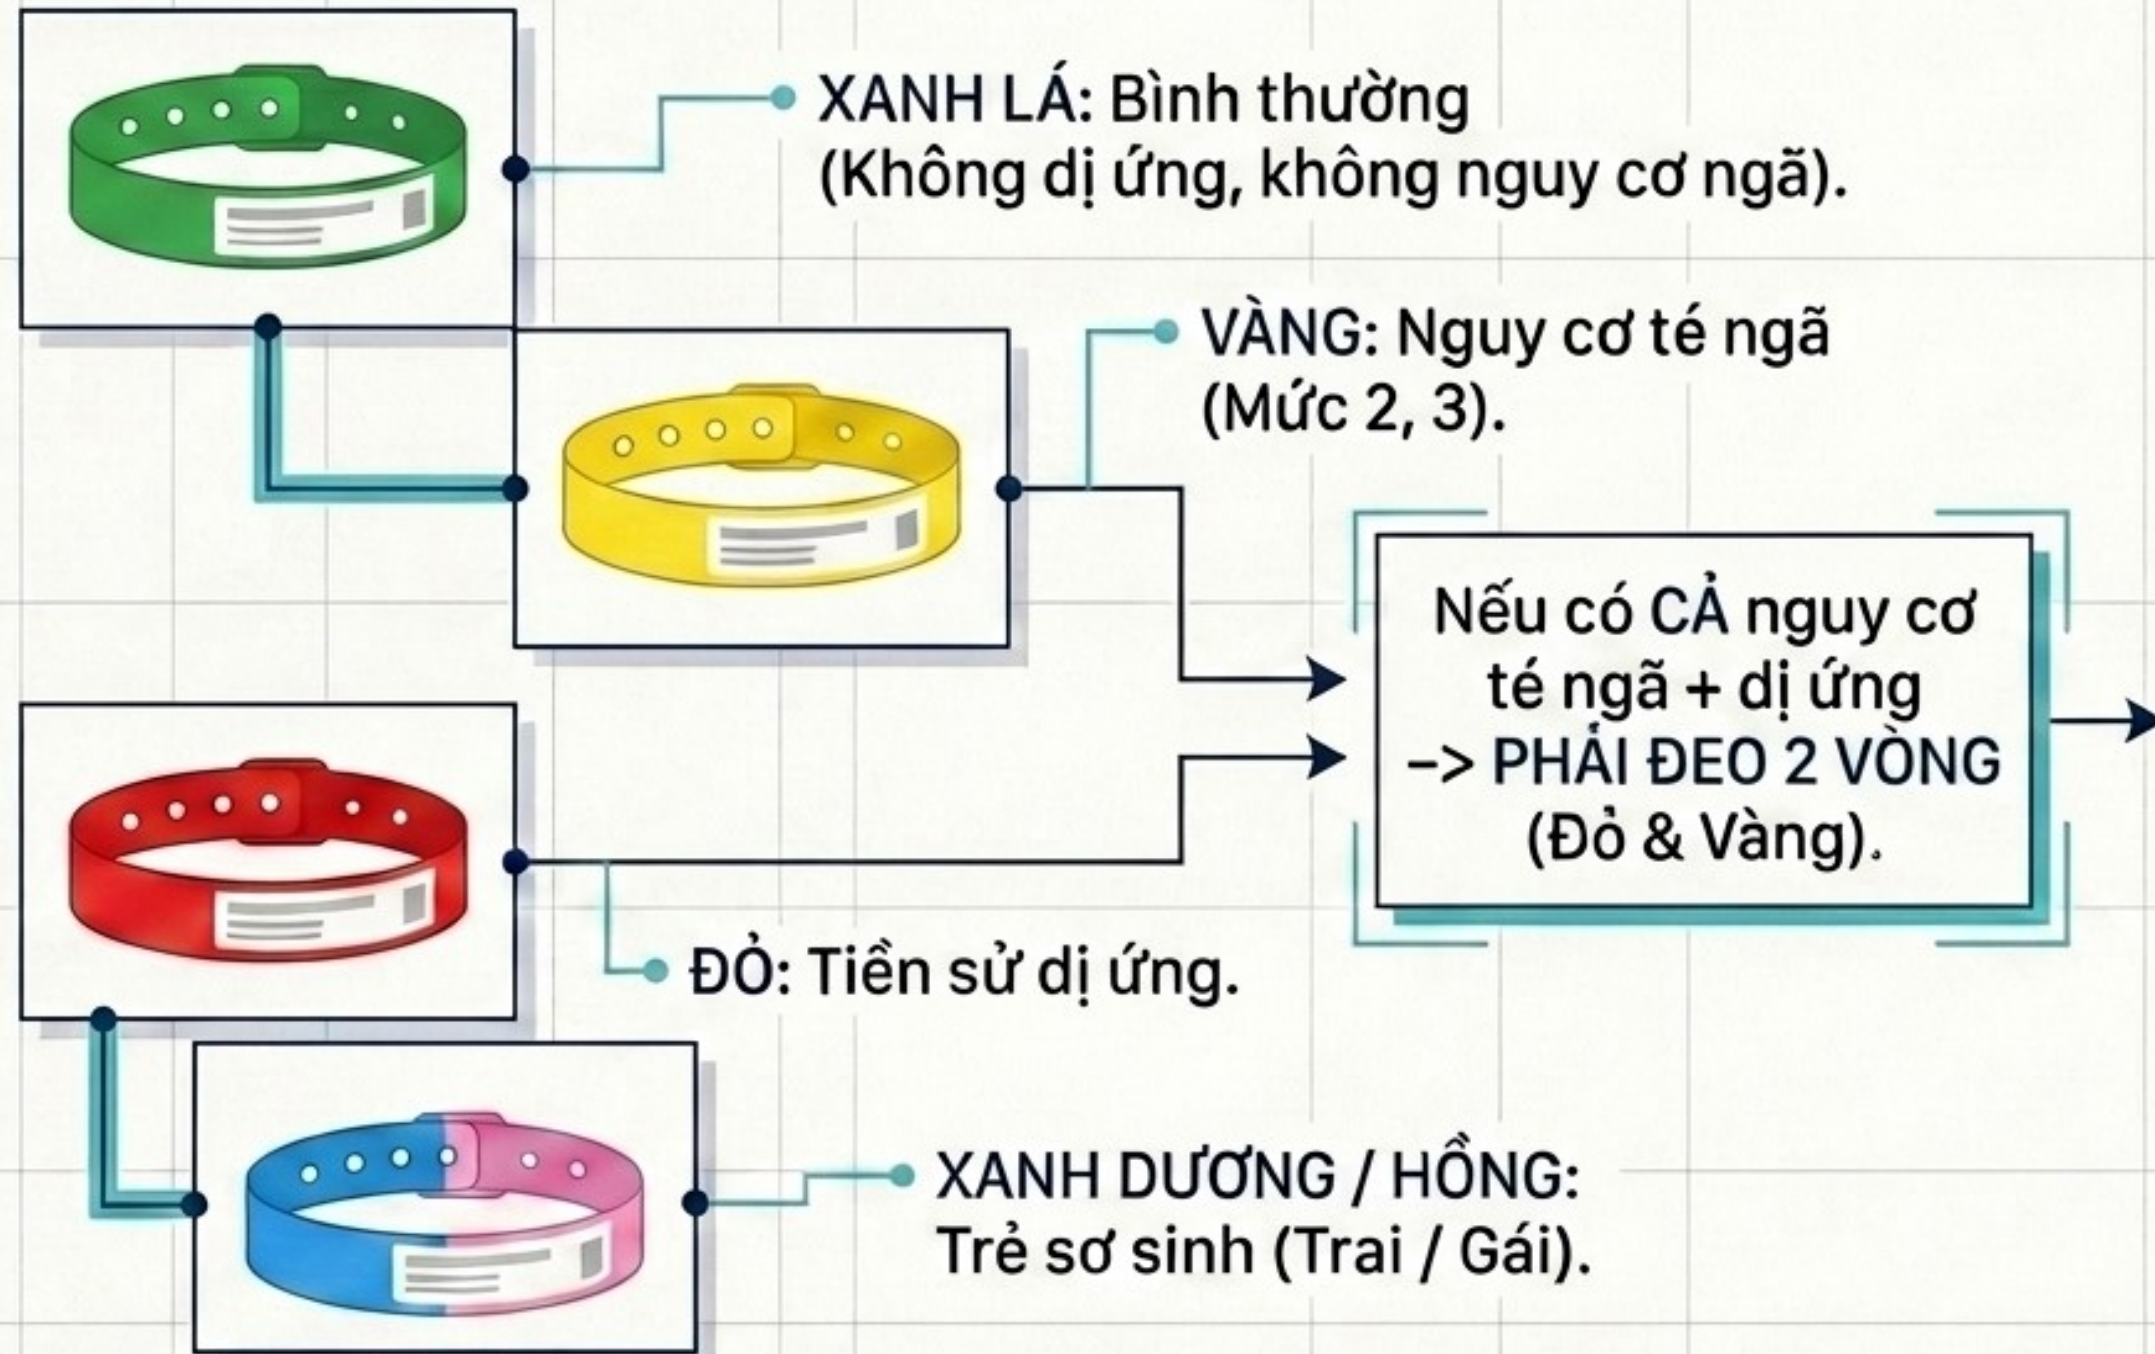 XANH LÁ: Bình thường
(Không dị ứng, không nguy cơ ngã).
VÀNG: Nguy cơ té ngã
(Mức 2, 3).
Nếu có CẢ nguy cơ
té ngã + dị ứng
–> PHẢI ĐEO 2 VÒNG
(Đỏ & Vàng).
ĐỎ: Tiền sử dị ứng.
XANH DƯƠNG / HỒNG:
Trẻ sơ sinh (Trai / Gái).